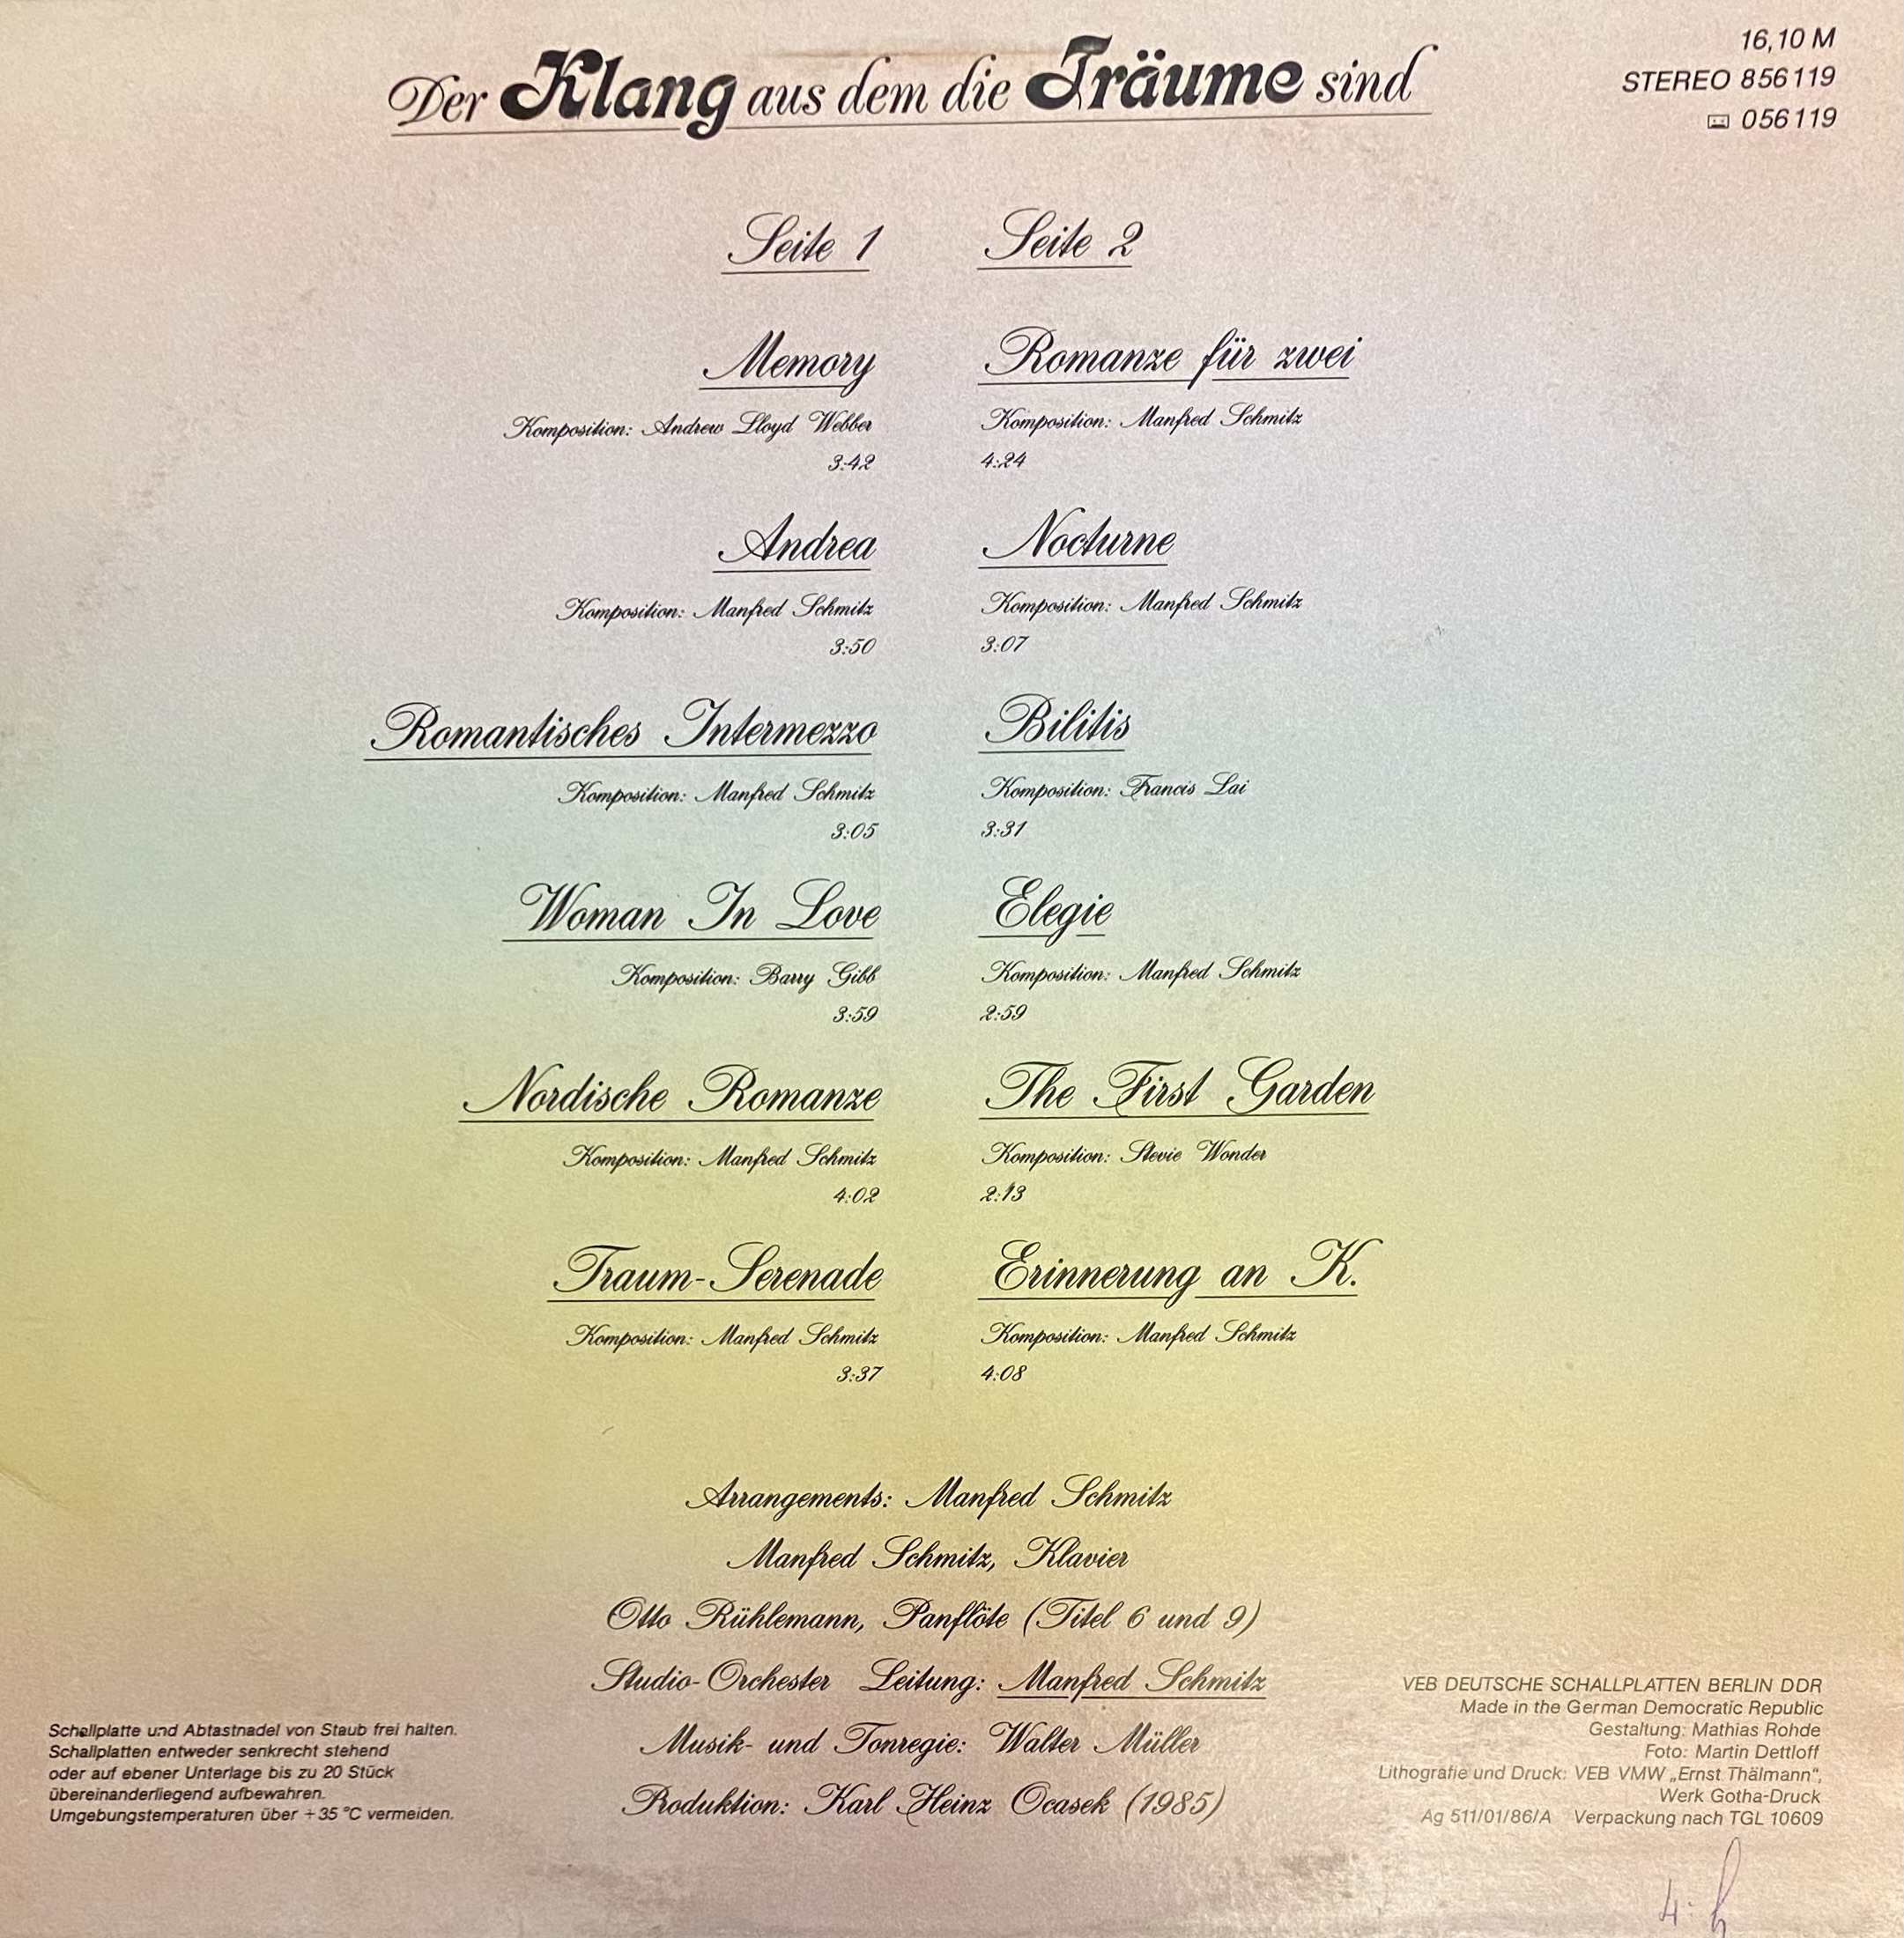 Der Klang aus dem die Träume sind
16,10 M
STEREO 856119
056119
Seite 1
Memory
Komposition: Andrew Lloyd Webber
3:42
Andrea
Komposition: Manfred Schmitz
3:50
Romantisches Intermezzo
Komposition: Manfred Schmitz
3:05
Woman In Love
Komposition: Barry Gibb
3:59
Nordische Romanze
Komposition: Manfred Schmitz
4:02
Traum-Serenade
Komposition: Manfred Schmitz
3:37
Seite 2
Romanze für zwei
Komposition: Manfred Schmitz
4:24
Nocturne
Komposition: Manfred Schmitz
3:07
Bilitis
Komposition: Francis Lai
3:31
Elegie
Komposition: Manfred Schmitz
2:59
The First Garden
Komposition: Stevie Wonder
2:13
Erinnerung an K.
Komposition: Manfred Schmitz
4:08
Arrangements: Manfred Schmitz
Manfred Schmitz, Klavier
Otto Rühlemann, Panflöte (Titel 6 und 9)
Studio-Orchester Leitung: Manfred Schmitz
Musik- und Tonregie: Walter Müller
Produktion: Karl Heinz Ocasek (1985)
Schallplatte und Abtastnadel von Staub frei halten.
Schallplatten entweder senkrecht stehend
oder auf ebener Unterlage bis zu 20 Stück
übereinanderliegend aufbewahren.
Umgebungstemperaturen über +35 °C vermeiden.
VEB DEUTSCHE SCHALLPLATTEN BERLIN DDR
Made in the German Democratic Republic
Gestaltung: Mathias Rohde
Foto: Martin Dettloff
Lithografie und Druck: VEB VMW „Ernst Thälmann",
Werk Gotha-Druck
Ag 511/01/86/A Verpackung nach TGL 10609